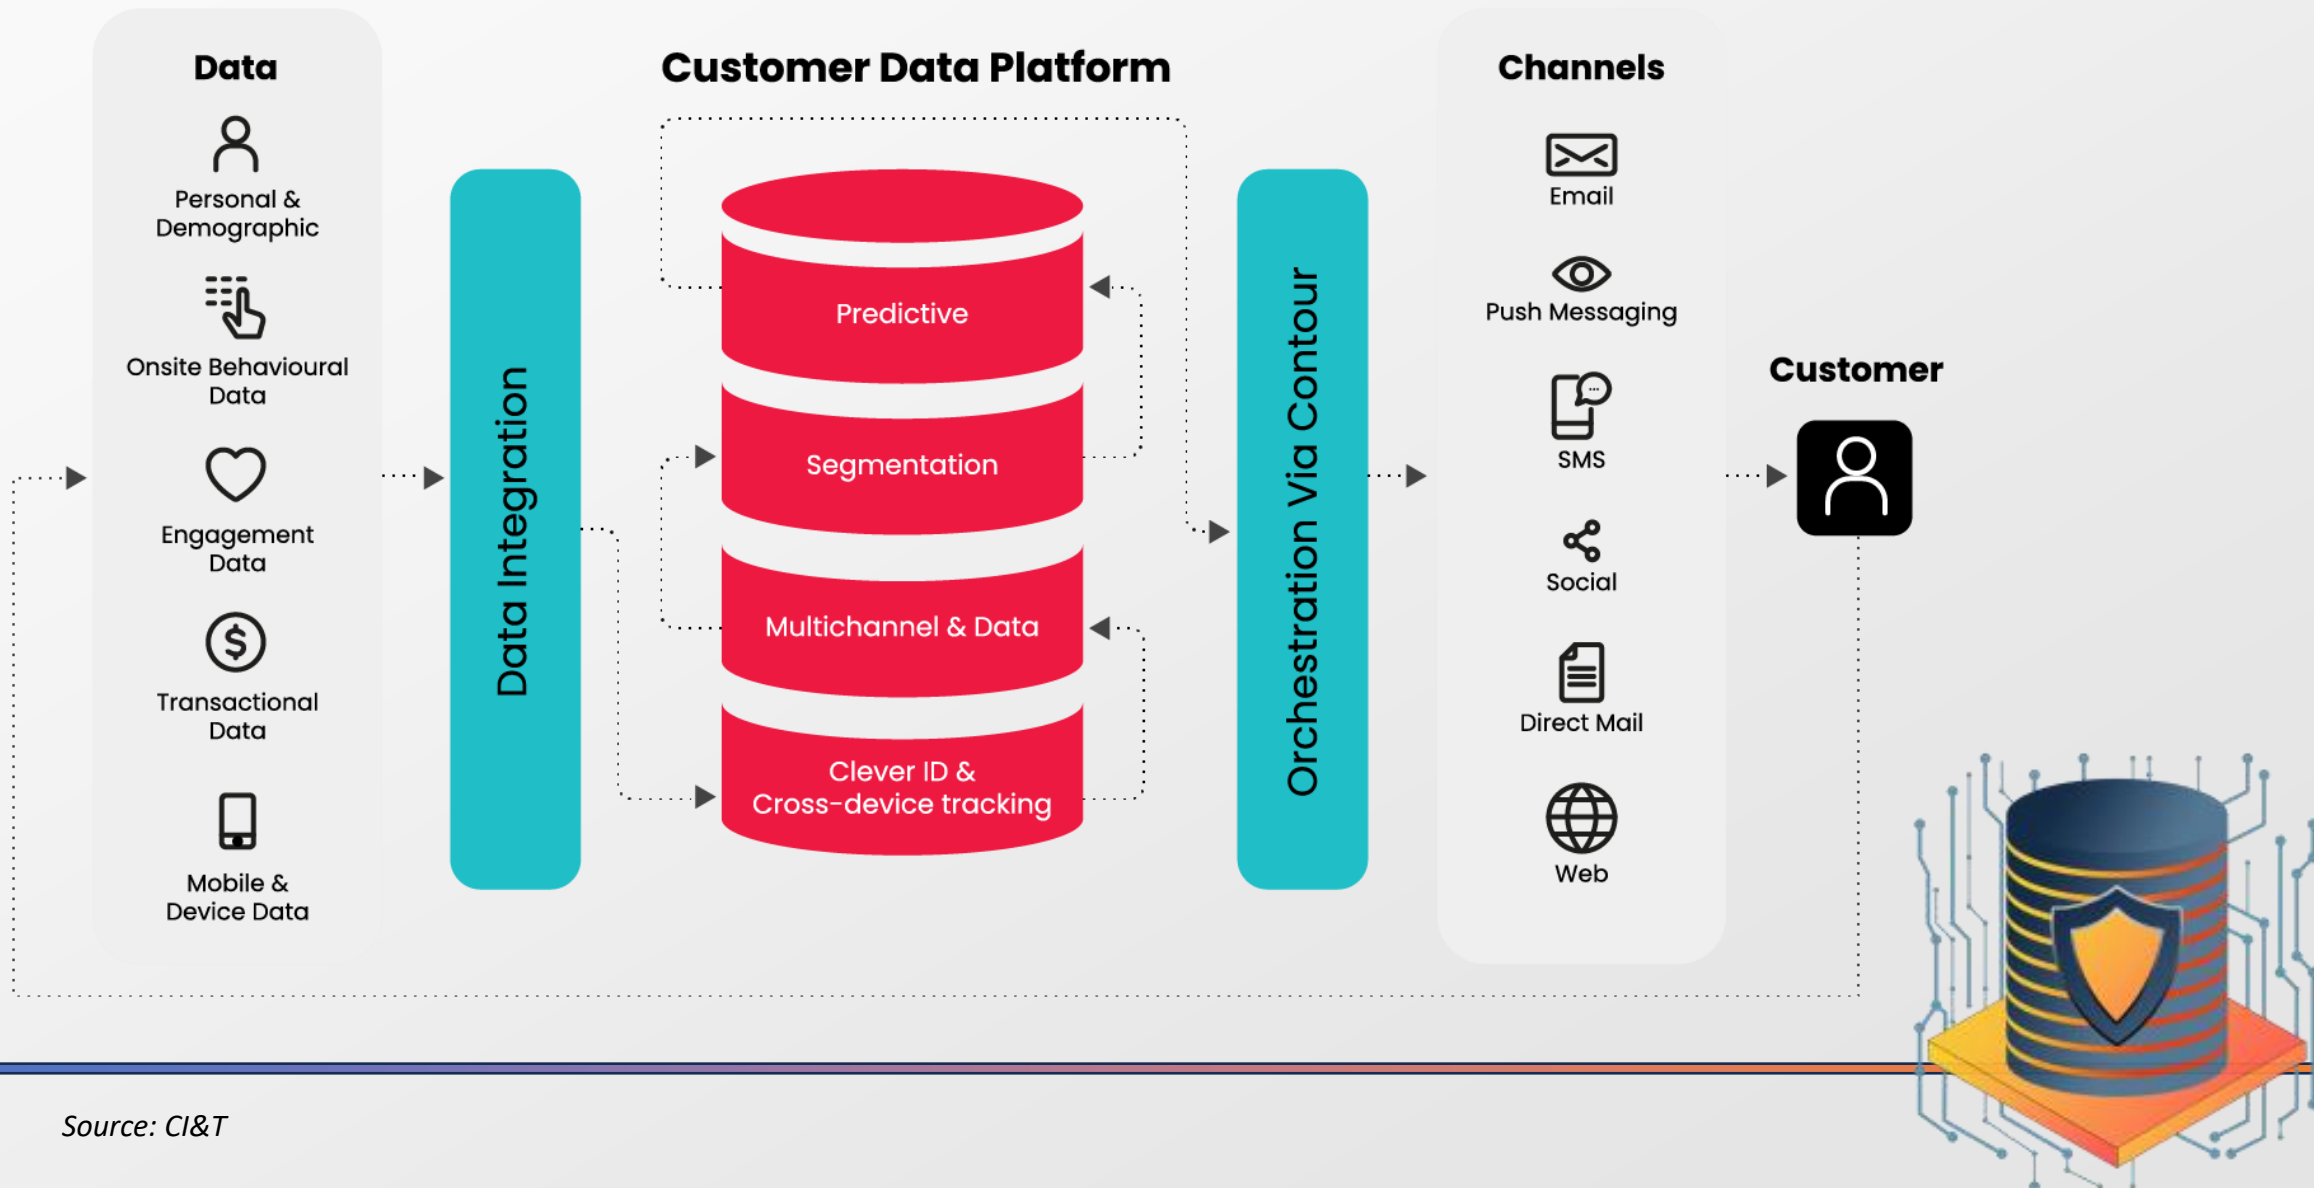 Data
Personal &
Demographic
Onsite Behavioural
Data
Engagement
Data
Transactional
Data
Mobile &
Device Data
Data Integration
Customer Data Platform
Predictive
Segmentation
Multichannel & Data
Clever ID &
Cross-device tracking
Orchestration Via Contour
Channels
Email
Push Messaging
SMS
Social
Direct Mail
Web
Customer
Source: CI&T